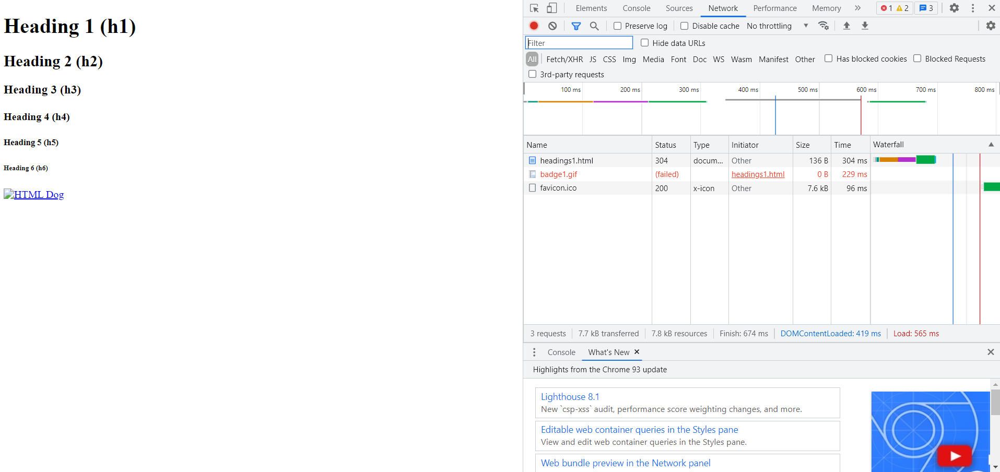 Heading 1 (h1)
Heading 2 (h2)
Heading 3 (h3)
Heading 4 (h4)
Heading 5 (h5)
Heading 6 (h6)
HTML Dog
Elements Console Sources Network Performance Memory 1 2 3
Preserve log Disable cache No throttling
Filter Hide data URLs
All Fetch/XHR JS CSS Img Media Font Doc WS Wasm Manifest Other Has blocked cookies Blocked Requests
3rd-party requests
100 ms 200 ms 300 ms 400 ms 500 ms 600 ms 700 ms 800 ms
Name Status Type Initiator Size Time Waterfall
headings1.html 304 docum... Other 136 B 304 ms
badge1.gif (failed) headings1.html 0 B 229 ms
favicon.ico 200 x-icon Other 7.6 kB 96 ms
3 requests 7.7 kB transferred 7.8 kB resources Finish: 674 ms DOMContentLoaded: 419 ms Load: 565 ms
Console What's New
Highlights from the Chrome 93 update
Lighthouse 8.1
New `csp-xss` audit, performance score weighting changes, and more.
Editable web container queries in the Styles pane
View and edit web container queries in the Styles pane.
Web bundle preview in the Network panel